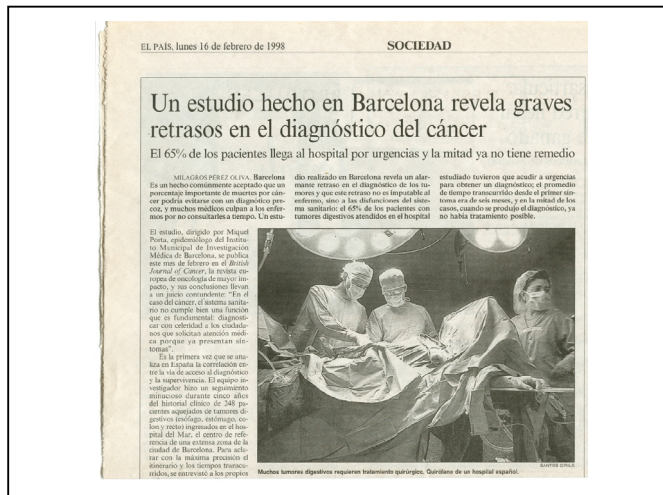 EL PAÍS, lunes 16 de febrero de 1998
SOCIEDAD
Un estudio hecho en Barcelona revela graves
retrasos en el diagnóstico del cáncer
El 65% de los pacientes llega al hospital por urgencias y la mitad ya no tiene remedio
MILAGROS PÉREZ OLIVA, Barcelona
Es un hecho comúnmente aceptado que un
porcentaje importante de muertes por cán-
cer podría evitarse con un diagnóstico pre-
coz, y muchos médicos culpan a los enfer-
mos por no consultarles a tiempo. Un estu-
dio realizado en Barcelona revela un alar-
mante retraso en el diagnóstico de los tu-
mores y que este retraso no es imputable al
enfermo, sino a las disfunciones del siste-
ma sanitario: el 65% de los pacientes con
tumores digestivos atendidos en el hospital
estudiado tuvieron que acudir a urgencias
para obtener un diagnóstico; el promedio
de tiempo transcurrido desde el primer sín-
toma era de seis meses, y en la mitad de los
casos, cuando se produjo el diagnóstico, ya
no había tratamiento posible.
El estudio, dirigido por Miquel
Porta, epidemiólogo del Institu-
to Municipal de Investigación
Médica de Barcelona, se publica
este mes de febrero en el British
Journal of Cancer, la revista eu-
ropea de oncología de mayor im-
pacto, y sus conclusiones llevan
a un juicio contundente: "En el
caso del cáncer, el sistema sanita-
rio no cumple bien una función
que es fundamental: diagnosti-
car con celeridad a los ciudada-
nos que solicitan atención médi-
ca porque ya presentan sín-
tomas".
Es la primera vez que se ana-
liza en España la correlación en-
tre la vía de acceso al diagnóstico
y la supervivencia. El equipo in-
vestigador hizo un seguimiento
minucioso durante cinco años
del historial clínico de 248 pa-
cientes aquejados de tumores di-
gestivos (esófago, estómago, co-
lon y recto) ingresados en el hos-
pital del Mar, el centro de refe-
rencia de una extensa zona de la
ciudad de Barcelona. Para acla-
rar con la máxima precisión el
itinerario y los tiempos transcu-
rridos, se entrevistó a los propios
SANTOS CIRILO
Muchos tumores digestivos requieren tratamiento quirúrgico. Quirófano de un hospital español.